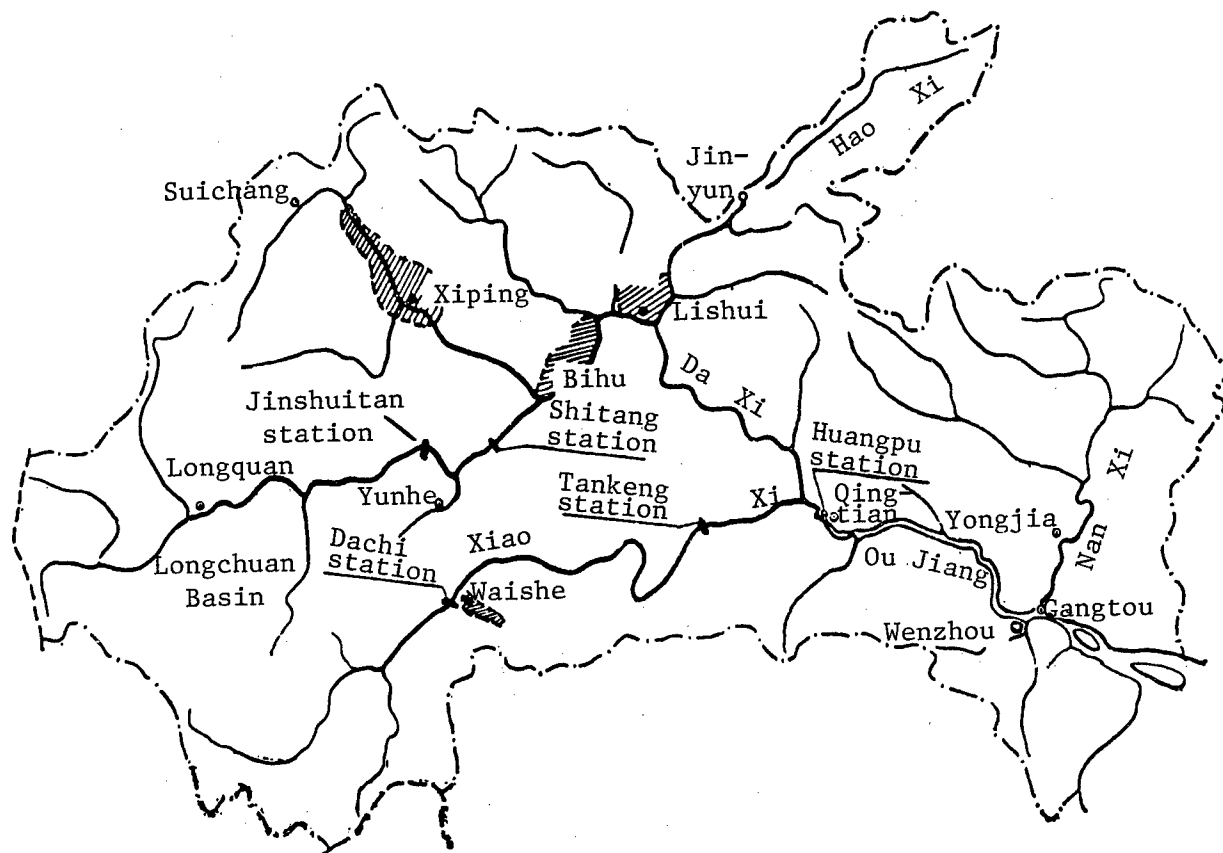 Hao Xi
Jin-
yun
Suichang
Xiping
Lishui
Bihu
Da Xi
Jinshuitan
station
Shitang
station
Huangpu
station
Longquan
Yunhe
Tankeng
station
Xi
Qing-
tian
Yongjia
Nan Xi
Dachi
station
Xiao
Longchuan
Basin
Waishe
Ou Jiang
Gangtou
Wenzhou